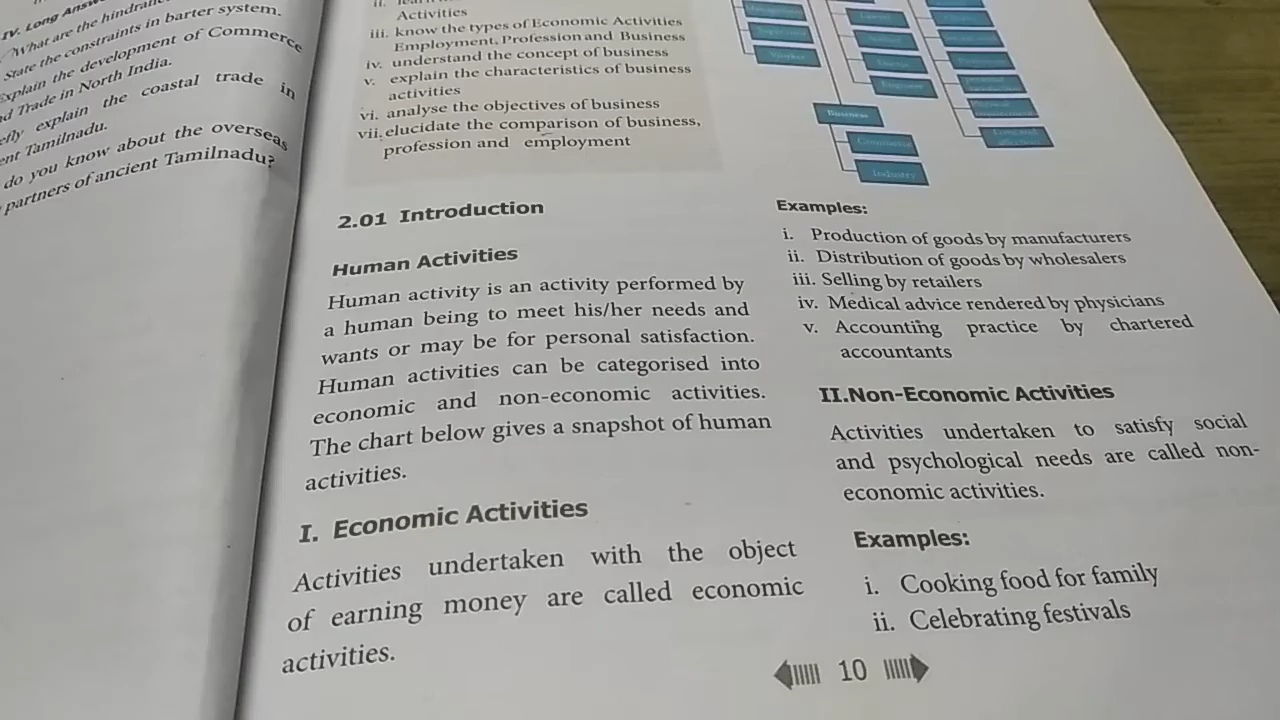 IV. Long
What are the
State the constraints in barter system.
Explain the development of Commerce
Trade in North India.
explain the coastal trade in
Tamilnadu.
do you know about the overseas
partners of ancient Tamilnadu?
Activities
iii. know the types of Economic Activities
Employment, Profession and Business
iv. understand the concept of business
v. explain the characteristics of business
activities
vi. analyse the objectives of business
vii. elucidate the comparison of business,
profession and employment
2.01 Introduction
Human Activities
Human activity is an activity performed by
a human being to meet his/her needs and
wants or may be for personal satisfaction.
Human activities can be categorised into
economic and non-economic activities.
The chart below gives a snapshot of human
activities.
I. Economic Activities
Activities undertaken with the object
of earning money are called economic
activities.
Business
Industry
Examples:
i. Production of goods by manufacturers
ii. Distribution of goods by wholesalers
iii. Selling by retailers
iv. Medical advice rendered by physicians
v. Accounting practice by chartered
accountants
II.Non-Economic Activities
Activities undertaken to satisfy social
and psychological needs are called non-
economic activities.
Examples:
i. Cooking food for family
ii. Celebrating festivals
10